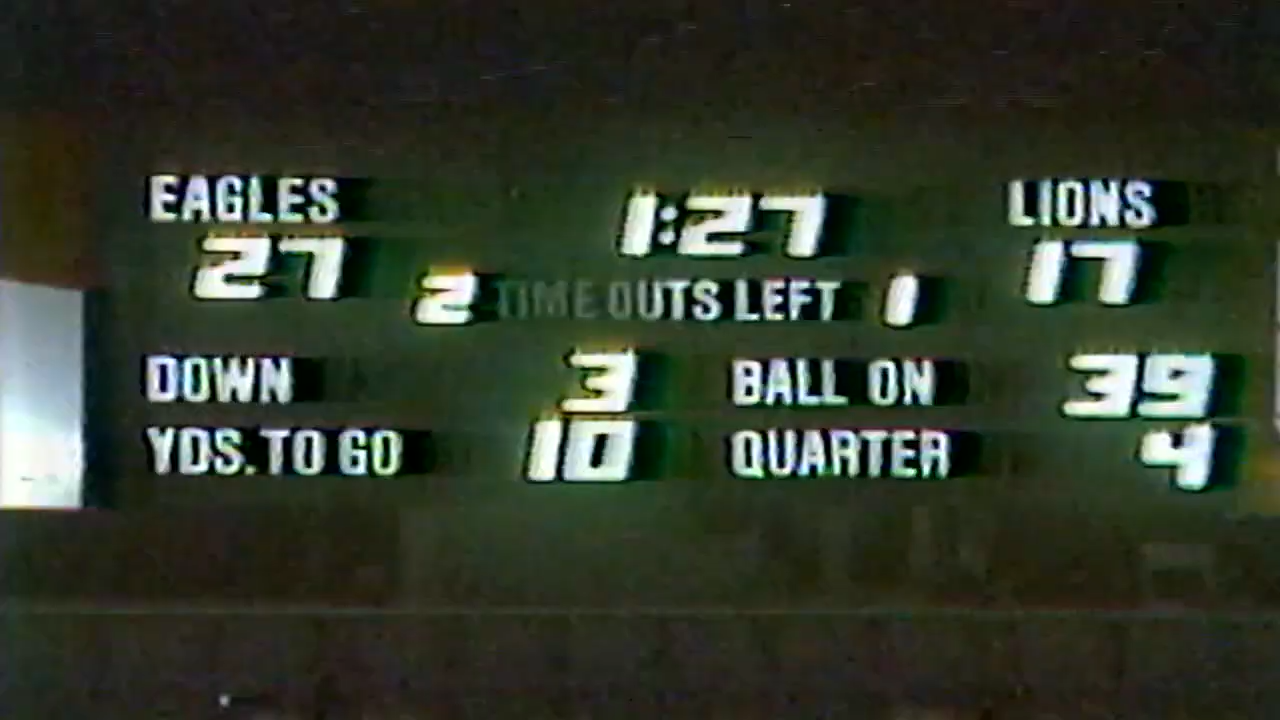 EAGLES 1:27 LIONS
27 17
2 TIME OUTS LEFT 1
DOWN 3 BALL ON 39
YDS. TO GO 10 QUARTER 4